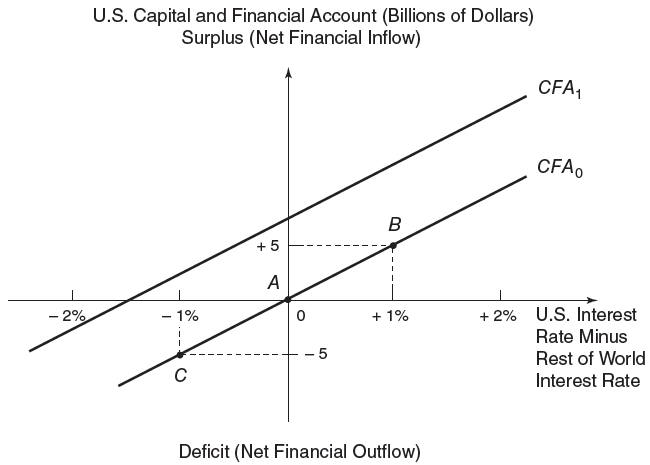 U.S. Capital and Financial Account (Billions of Dollars)
Surplus (Net Financial Inflow)
CFA1
CFA0
B
+ 5
A
– 2%
– 1%
0
+ 1%
+ 2%
U.S. Interest
Rate Minus
Rest of World
Interest Rate
– 5
C
Deficit (Net Financial Outflow)